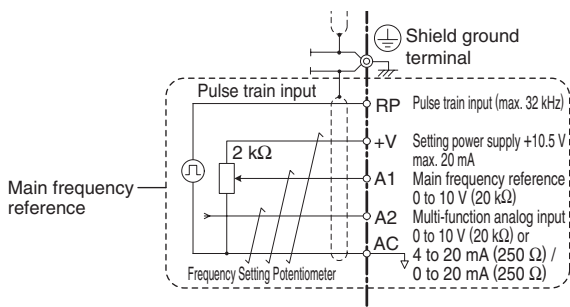 Shield ground
terminal
Pulse train input
RP
Pulse train input (max. 32 kHz)
+V
Setting power supply +10.5 V
max. 20 mA
2 kΩ
A1
Main frequency reference
0 to 10 V (20 kΩ)
Main frequency
reference
A2
Multi-function analog input
0 to 10 V (20 kΩ) or
4 to 20 mA (250 Ω) /
0 to 20 mA (250 Ω)
AC
Frequency Setting Potentiometer